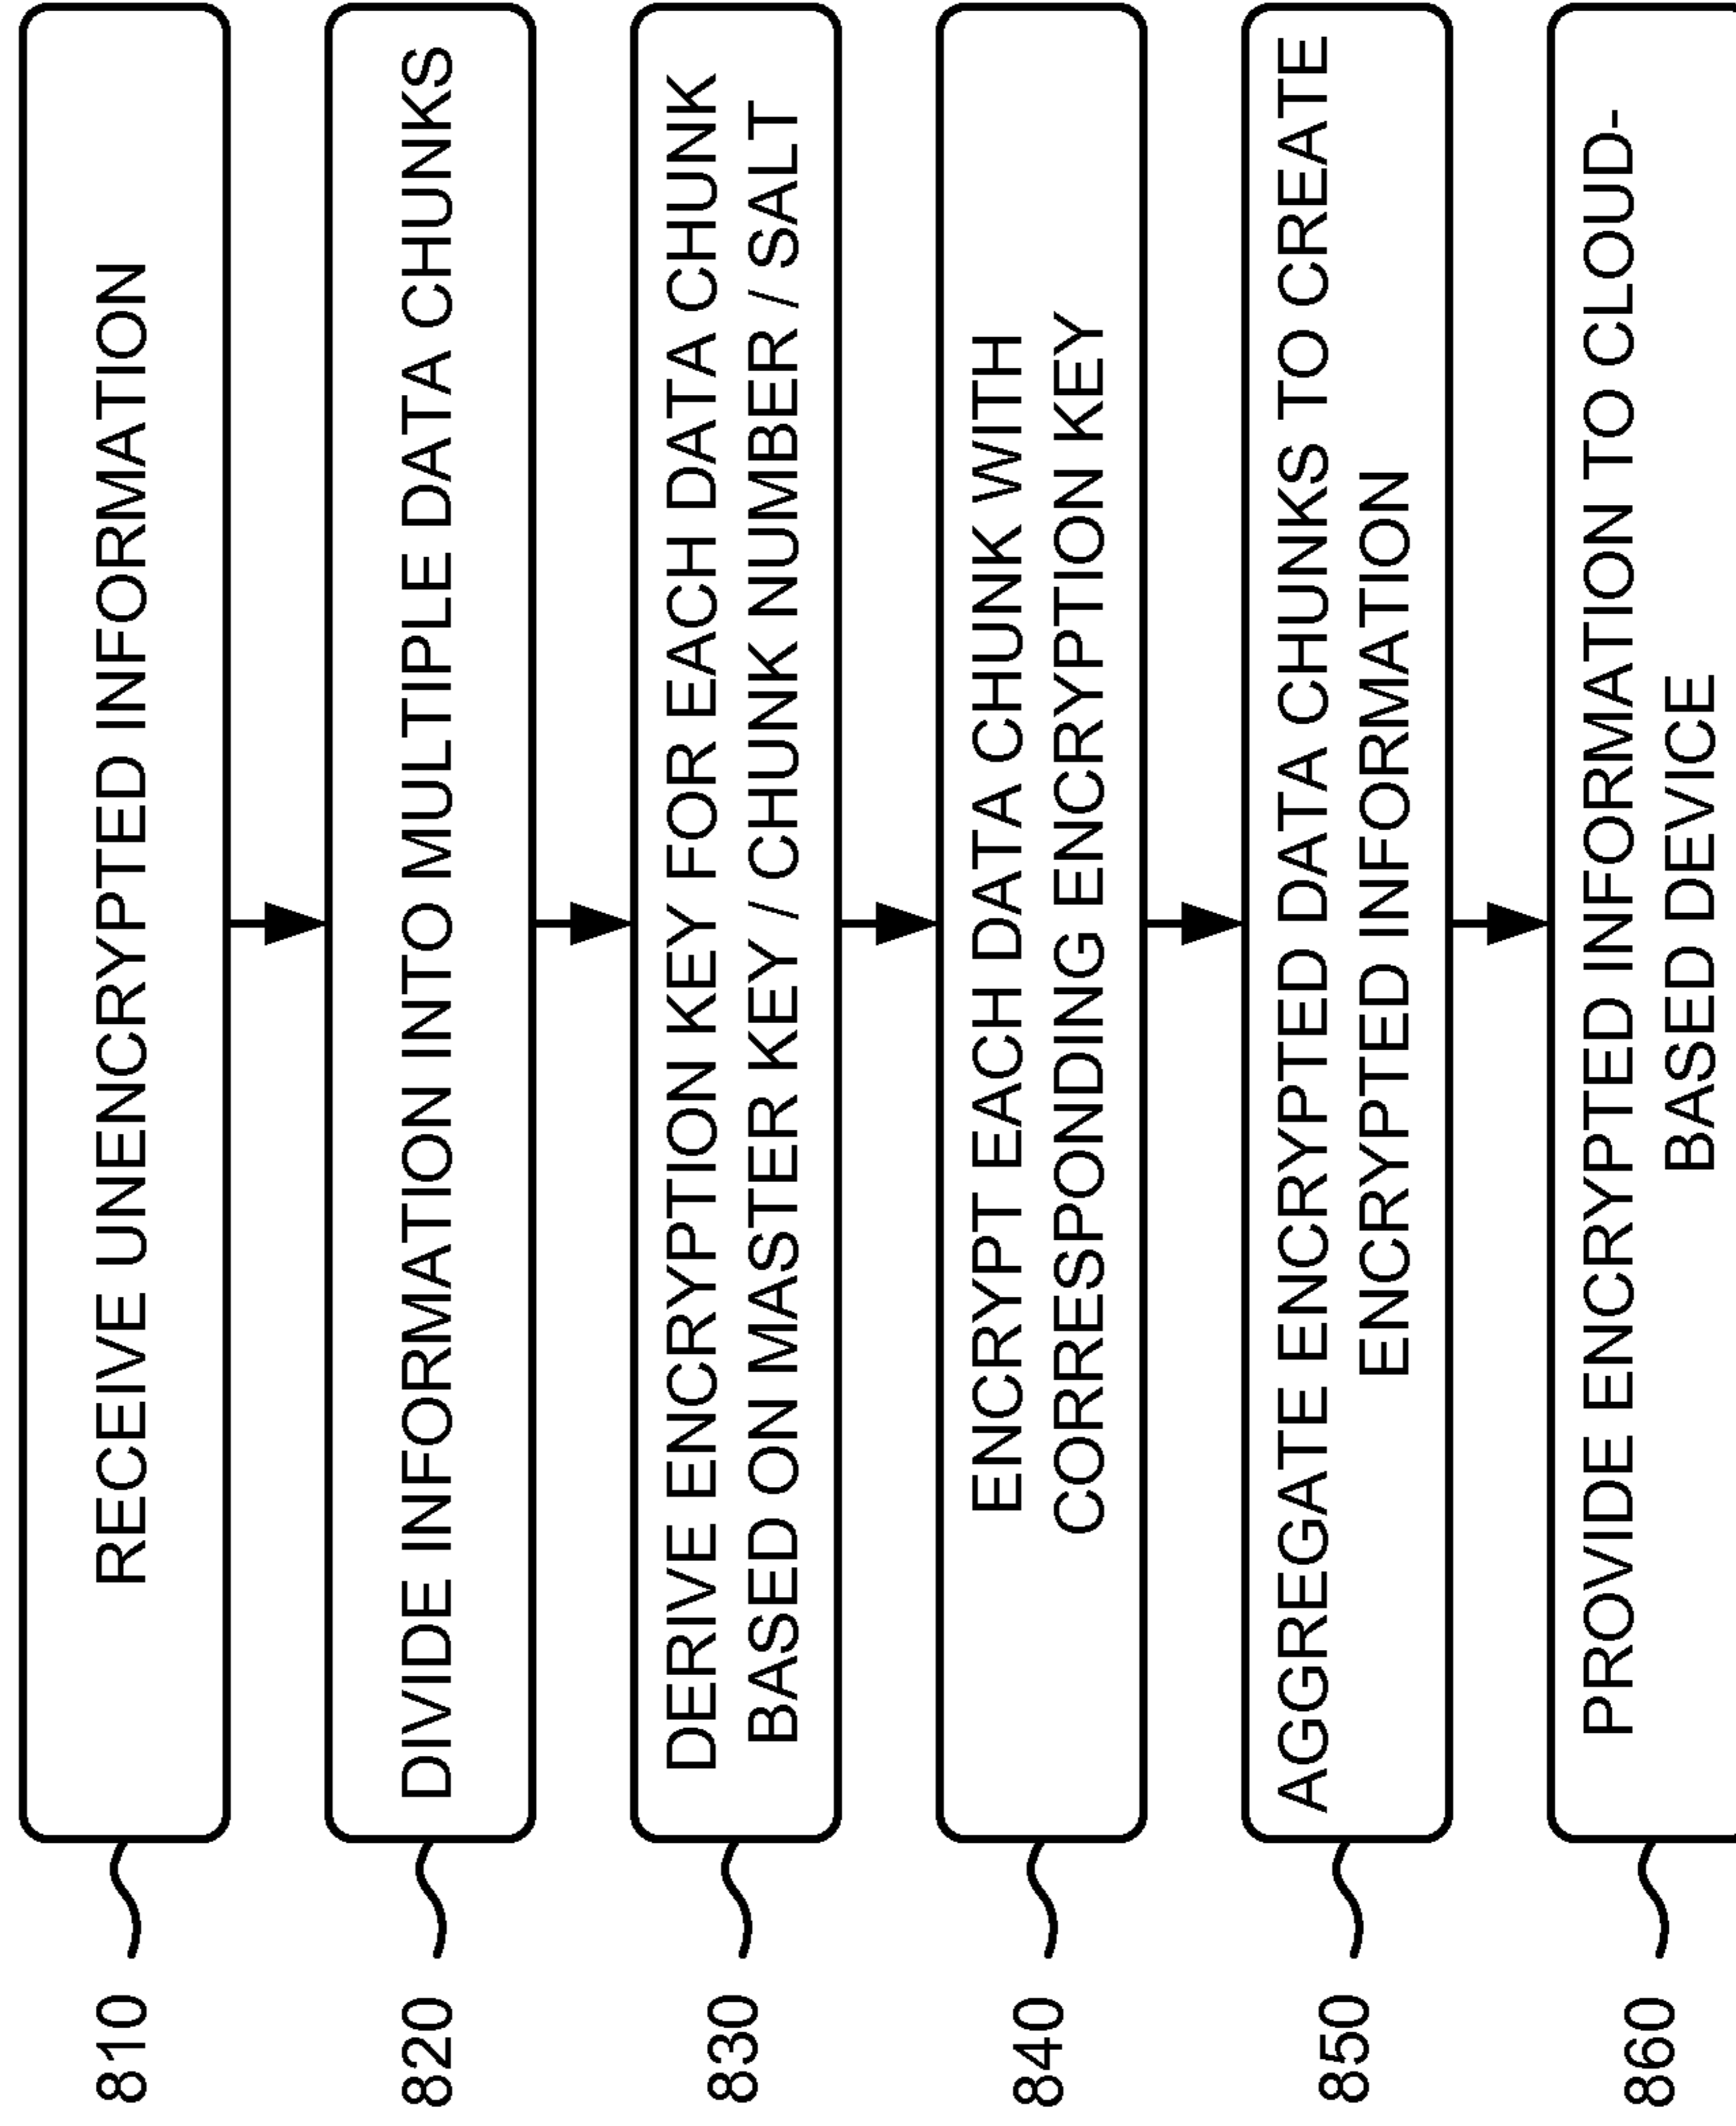 810
RECEIVE UNENCRYPTED INFORMATION
820
DIVIDE INFORMATION INTO MULTIPLE DATA CHUNKS
830
DERIVE ENCRYPTION KEY FOR EACH DATA CHUNK
BASED ON MASTER KEY / CHUNK NUMBER / SALT
840
ENCRYPT EACH DATA CHUNK WITH
CORRESPONDING ENCRYPTION KEY
850
AGGREGATE ENCRYPTED DATA CHUNKS TO CREATE
ENCRYPTED INFORMATION
860
PROVIDE ENCRYPTED INFORMATION TO CLOUD-
BASED DEVICE